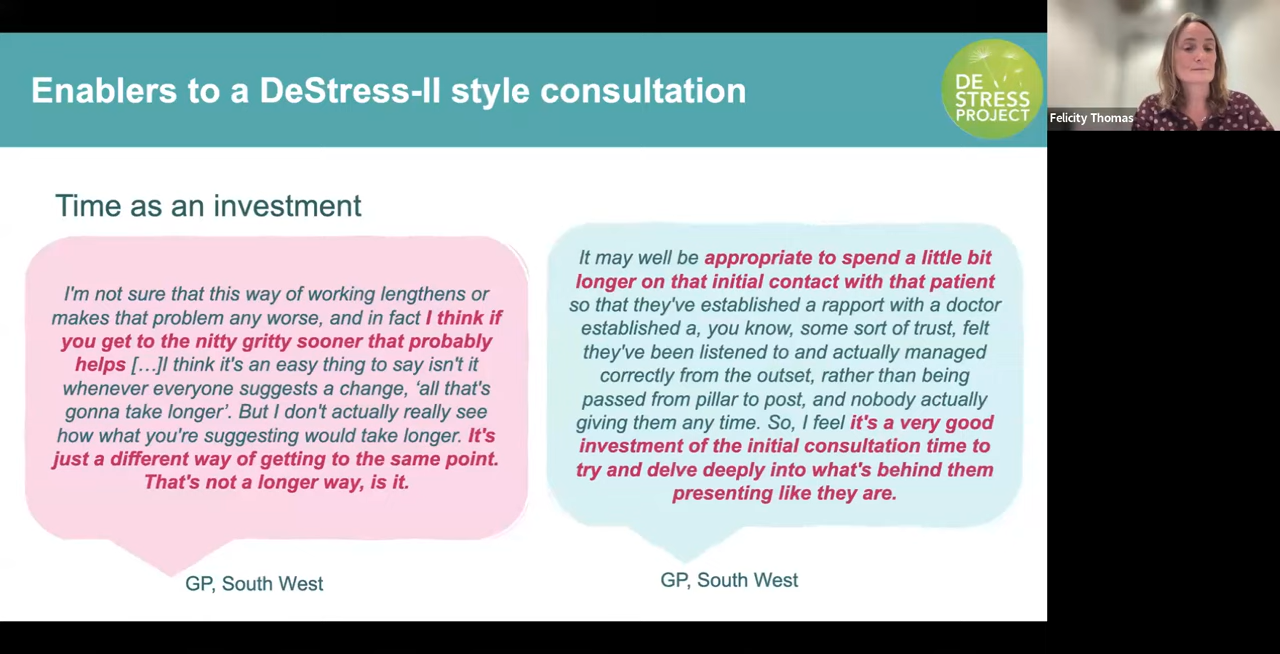 Enablers to a DeStress-II style consultation
DE
STRESS
PROJECT
Felicity Thomas
Time as an investment
I'm not sure that this way of working lengthens or
makes that problem any worse, and in fact I think if
you get to the nitty gritty sooner that probably
helps [...]I think it's an easy thing to say isn't it
whenever everyone suggests a change, 'all that's
gonna take longer'. But I don't actually really see
how what you're suggesting would take longer. It's
just a different way of getting to the same point.
That's not a longer way, is it.
GP, South West
It may well be appropriate to spend a little bit
longer on that initial contact with that patient
so that they've established a rapport with a doctor
established a, you know, some sort of trust, felt
they've been listened to and actually managed
correctly from the outset, rather than being
passed from pillar to post, and nobody actually
giving them any time. So, I feel it's a very good
investment of the initial consultation time to
try and delve deeply into what's behind them
presenting like they are.
GP, South West